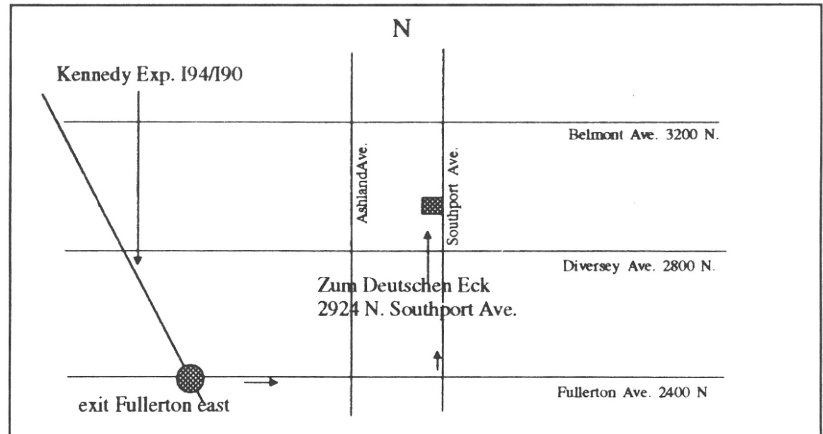 N
Kennedy Exp. I94/I90
Belmont Ave. 3200 N.
AshlandAve.
Southport Ave.
Diversey Ave. 2800 N.
Zum Deutschen Eck
2924 N. Southport Ave.
Fullerton Ave. 2400 N
exit Fullerton east